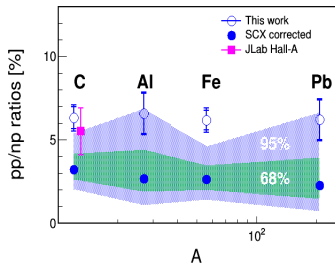 This work
SCX corrected
JLab Hall-A
C Al Fe Pb
95%
68%
pp/np ratios [%]
10
5
0
10²
A